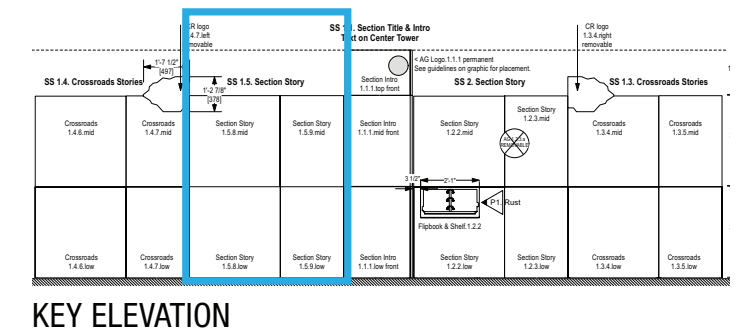 CR logo
4.7.left
movable
SS 1.1. Section Title & Intro
Text on Center Tower
CR logo
1.3.4.right
removable
1'-7 1/2"
[497]
< AG Logo.1.1.1 permanent
See guidelines on graphic for placement.
SS 1.4. Crossroads Stories
SS 1.5. Section Story
1'-2 7/8"
[378]
Section Intro
1.1.1.top front
SS 2. Section Story
SS 1.3. Crossroads Stories
Crossroads
1.4.6.mid
Crossroads
1.4.7.mid
Section Story
1.5.8.mid
Section Story
1.5.9.mid
Section Intro
1.1.1.mid front
Section Story
1.2.2.mid
Section Story
1.2.3.mid
Crossroads
1.3.4.mid
Crossroads
1.3.5.mid
REMOVABLE
3 1/2"
2'-1"
P1. Rust
Flipbook & Shelf.1.2.2
Crossroads
1.4.6.low
Crossroads
1.4.7.low
Section Story
1.5.8.low
Section Story
1.5.9.low
Section Intro
1.1.1.low front
Section Story
1.2.2.low
Section Story
1.2.3.low
Crossroads
1.3.4.low
Crossroads
1.3.5.low
KEY ELEVATION